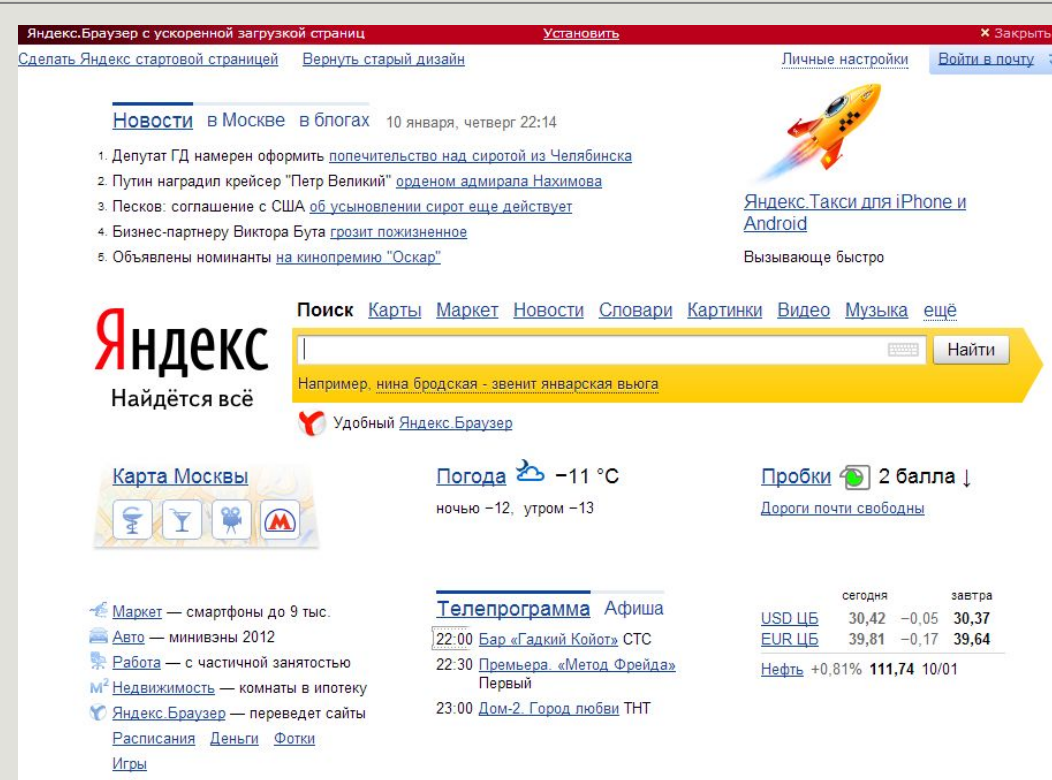 Яндекс.Браузер с ускоренной загрузкой страниц Установить × Закрыть
Сделать Яндекс стартовой страницей Вернуть старый дизайн Личные настройки Войти в почту
Новости в Москве в блогах 10 января, четверг 22:14
1. Депутат ГД намерен оформить попечительство над сиротой из Челябинска
2. Путин наградил крейсер "Петр Великий" орденом адмирала Нахимова
3. Песков: соглашение с США об усыновлении сирот еще действует
4. Бизнес-партнеру Виктора Бута грозит пожизненное
5. Объявлены номинанты на кинопремию "Оскар"
Яндекс.Такси для iPhone и
Android
Вызывающе быстро
Поиск Карты Маркет Новости Словари Картинки Видео Музыка ещё
Яндекс
Найдётся всё
Найти
Например, нина бродская - звенит январская вьюга
Удобный Яндекс.Браузер
Карта Москвы
Погода −11 °C
ночью −12, утром −13
Пробки 2 балла ↓
Дороги почти свободны
Маркет — смартфоны до 9 тыс.
Авто — минивэны 2012
Работа — с частичной занятостью
М² Недвижимость — комнаты в ипотеку
Яндекс.Браузер — переведет сайты
Расписания Деньги Фотки
Игры
Телепрограмма Афиша
22:00 Бар «Гадкий Койот» СТС
22:30 Премьера. «Метод Фрейда»
Первый
23:00 Дом-2. Город любви ТНТ
сегодня завтра
USD ЦБ 30,42 −0,05 30,37
EUR ЦБ 39,81 −0,17 39,64
Нефть +0,81% 111,74 10/01